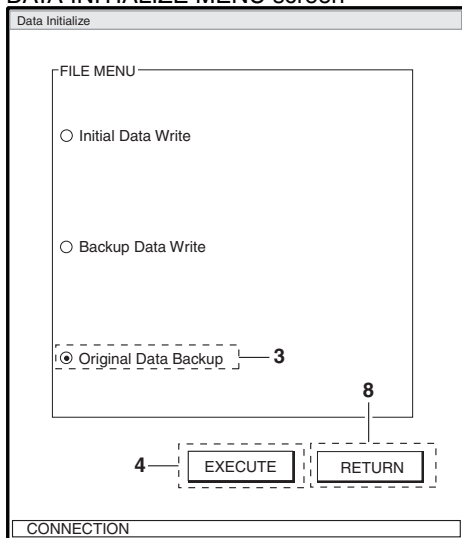 DATA INITIALIZE MENU screen
Data Initialize
FILE MENU
Initial Data Write
Backup Data Write
Original Data Backup 3
8
4 EXECUTE RETURN
CONNECTION